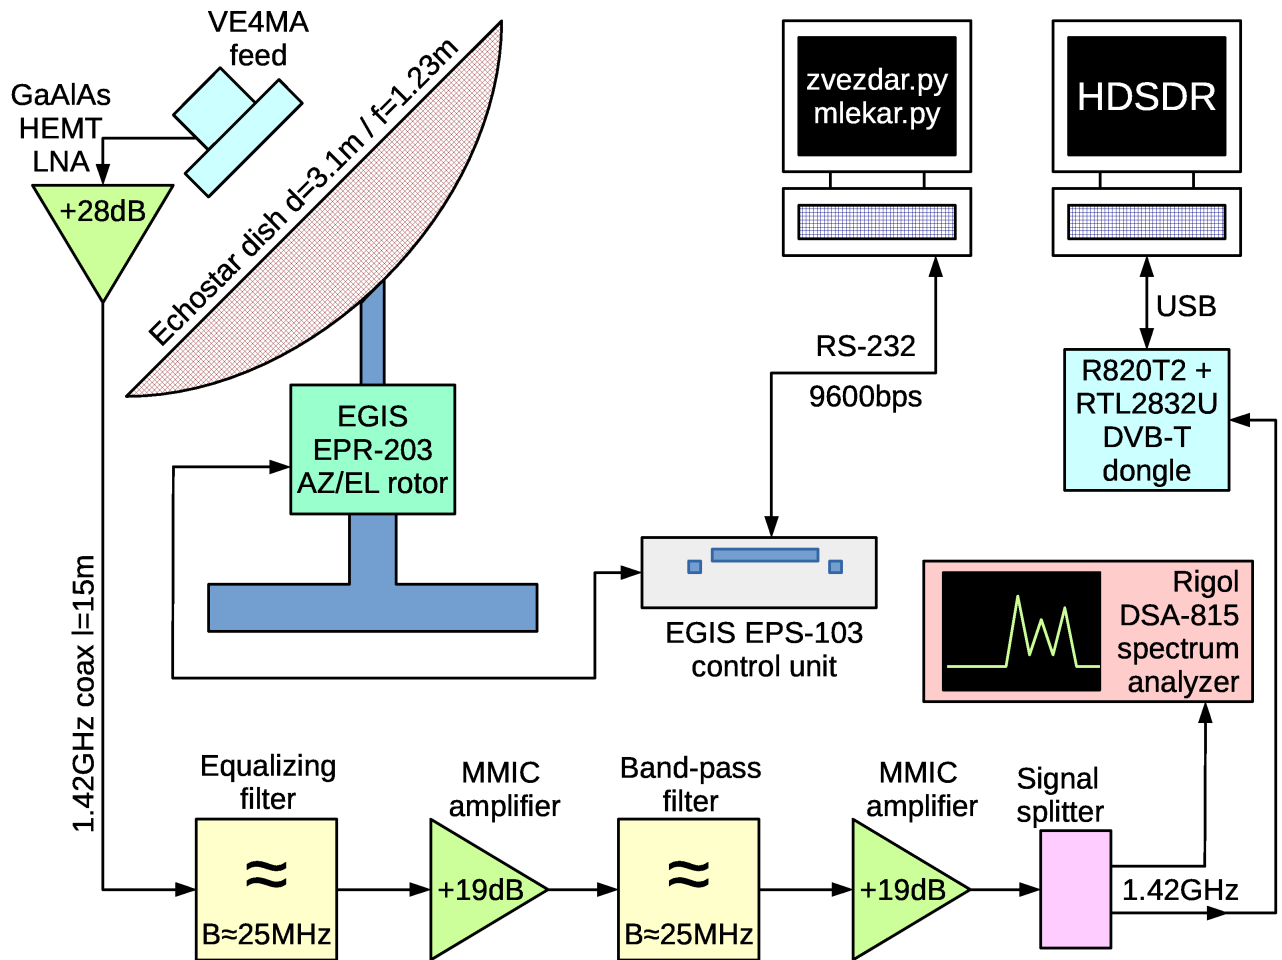 VE4MA
feed
GaAlAs
HEMT
LNA
+28dB
Echostar dish d=3.1m / f=1.23m
zvezdar.py
mlekar.py
HDSDR
USB
RS-232
9600bps
R820T2 +
RTL2832U
DVB-T
dongle
EGIS
EPR-203
AZ/EL rotor
EGIS EPS-103
control unit
Rigol
DSA-815
spectrum
analyzer
1.42GHz coax l=15m
Equalizing
filter
≈
B≈25MHz
MMIC
amplifier
+19dB
Band-pass
filter
≈
B≈25MHz
MMIC
amplifier
+19dB
Signal
splitter
1.42GHz